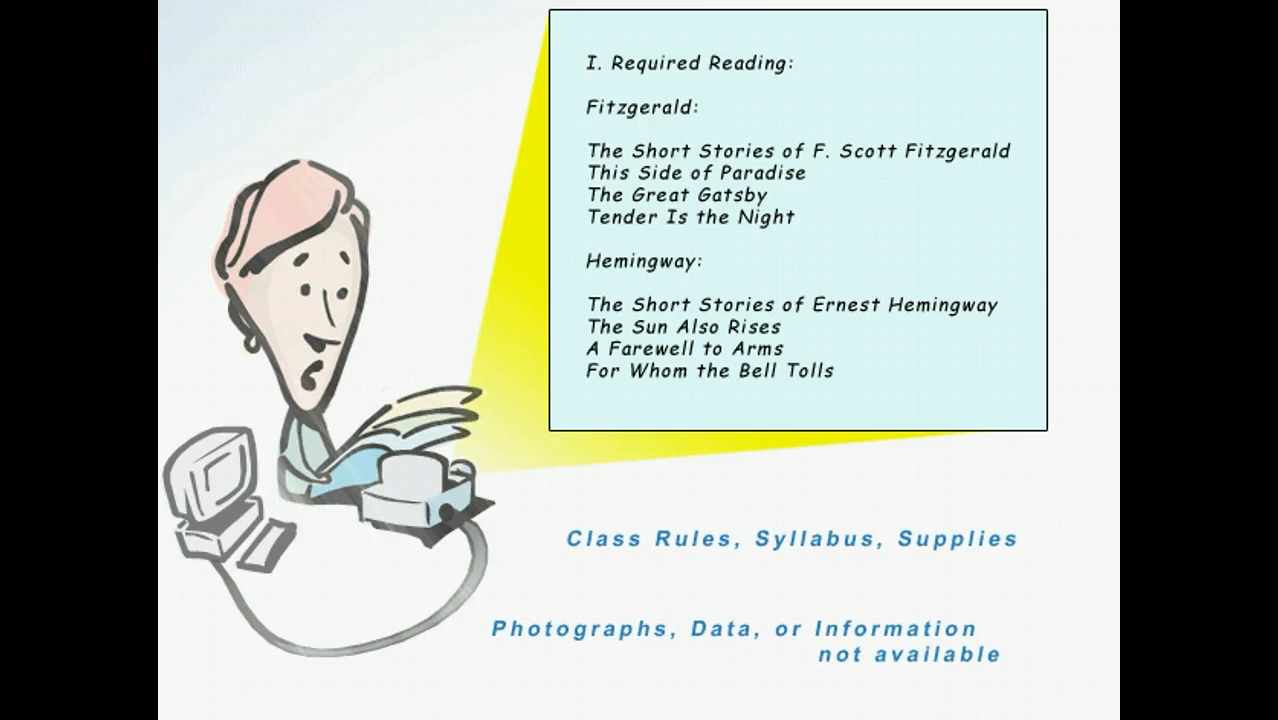 I. Required Reading:
Fitzgerald:
The Short Stories of F. Scott Fitzgerald
This Side of Paradise
The Great Gatsby
Tender Is the Night
Hemingway:
The Short Stories of Ernest Hemingway
The Sun Also Rises
A Farewell to Arms
For Whom the Bell Tolls
Class Rules, Syllabus, Supplies
Photographs, Data, or Information
not available